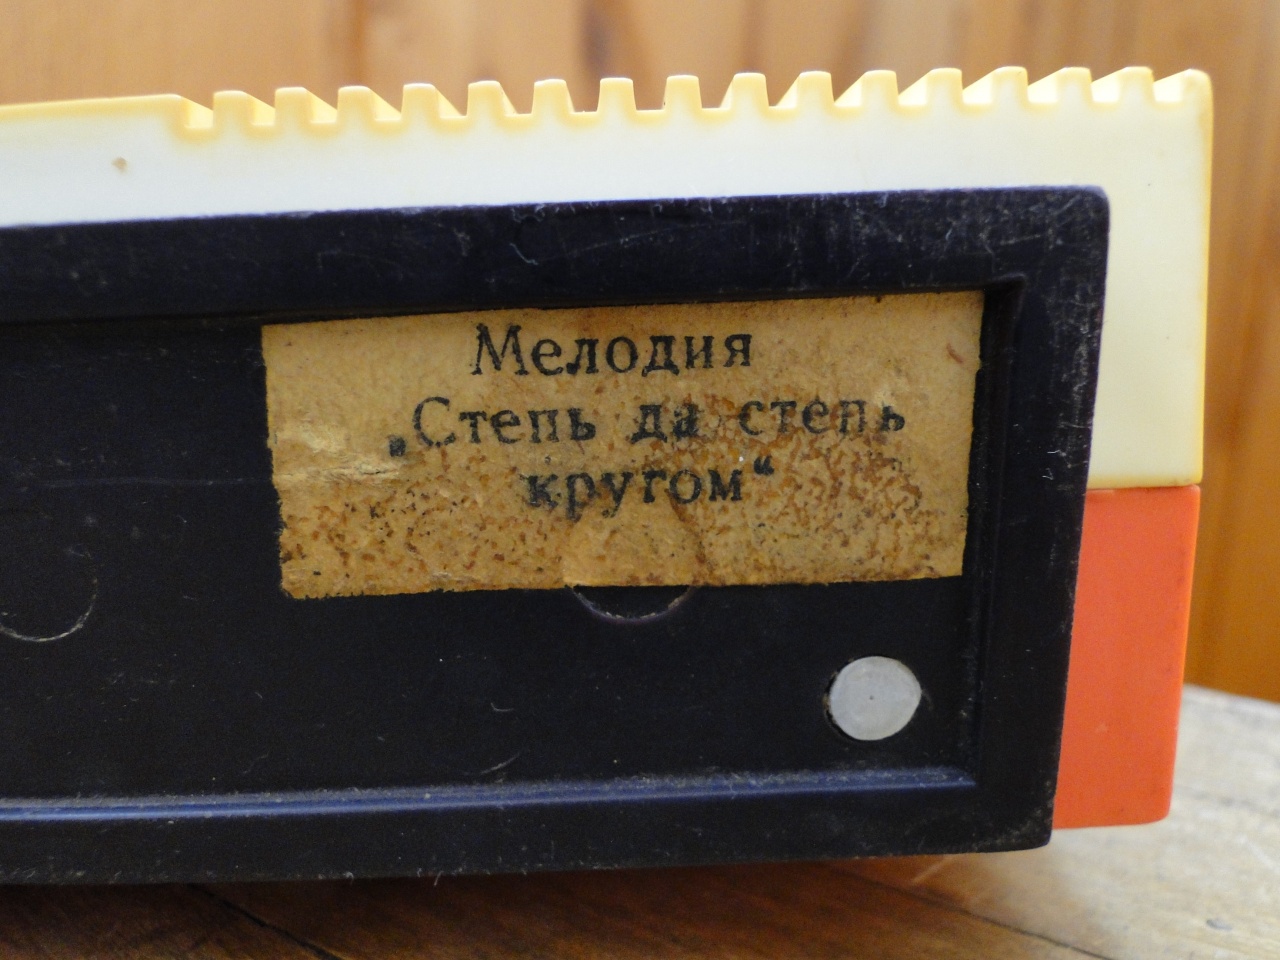 Мелодия
„Степь да степь
кругом“